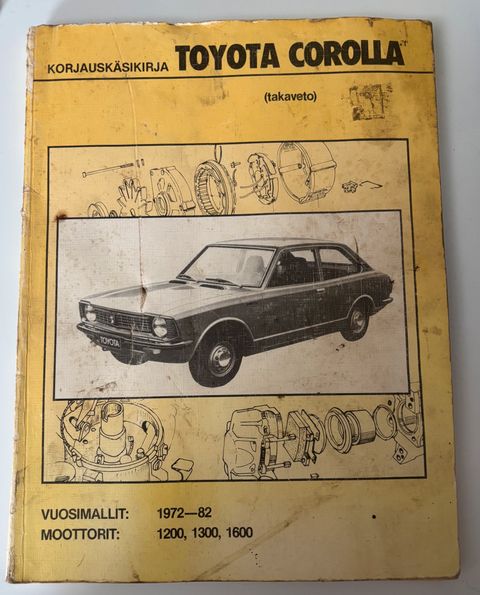 KORJAUSKÄSIKIRJA TOYOTA COROLLA
(takaveto)
TOYOTA
VUOSIMALLIT: 1972—82
MOOTTORIT: 1200, 1300, 1600